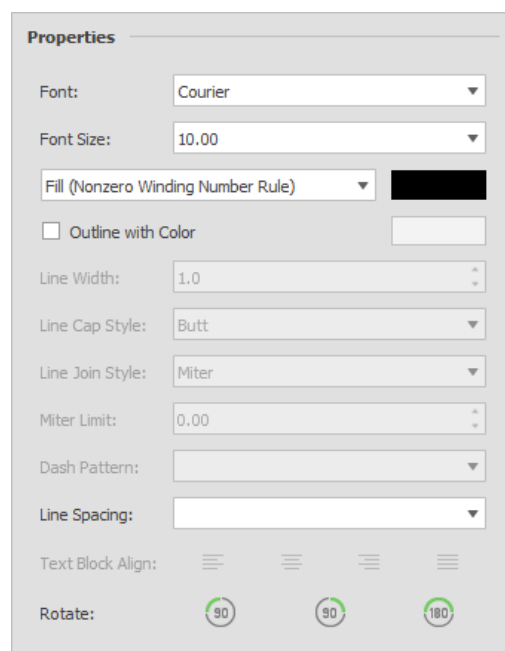 Properties
Font: Courier
Font Size: 10.00
Fill (Nonzero Winding Number Rule)
Outline with Color
Line Width: 1.0
Line Cap Style: Butt
Line Join Style: Miter
Miter Limit: 0.00
Dash Pattern:
Line Spacing:
Text Block Align:
Rotate: 90 90 180